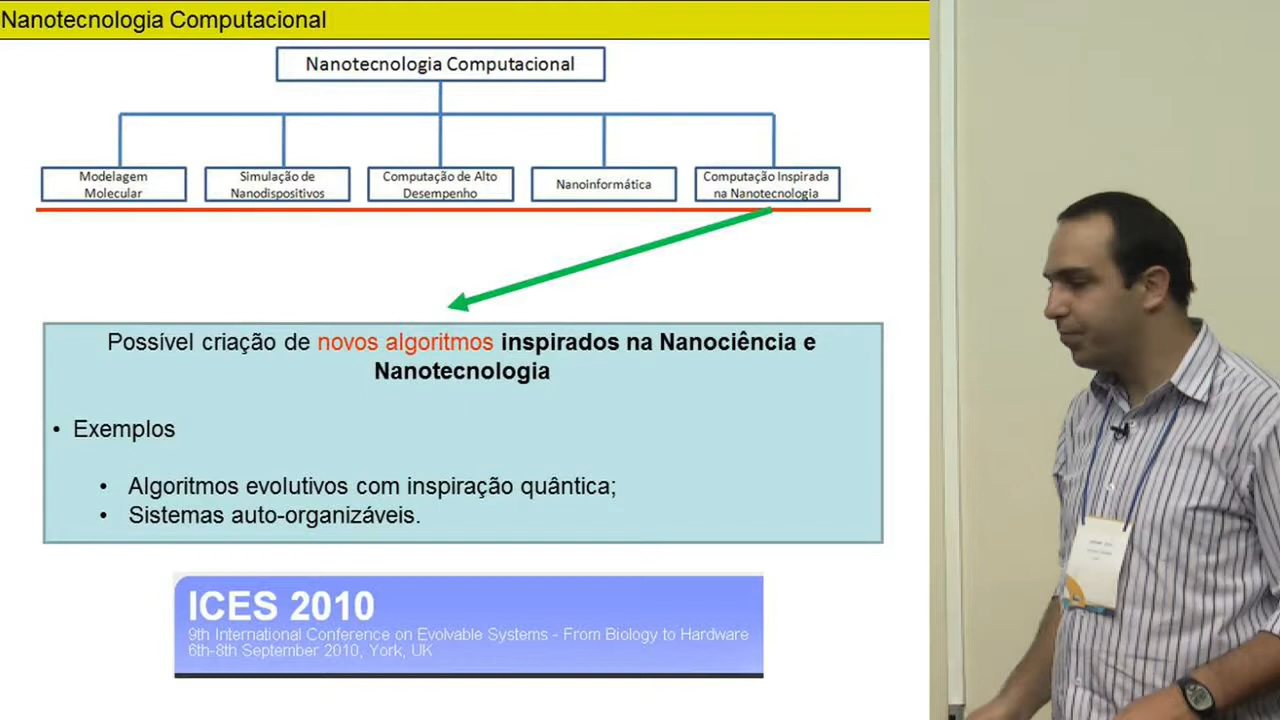 Nanotecnologia Computacional
Nanotecnologia Computacional
Modelagem
Molecular
Simulação de
Nanodispositivos
Computação de Alto
Desempenho
Nanoinformática
Computação Inspirada
na Nanotecnologia
Possível criação de novos algoritmos inspirados na Nanociência e
Nanotecnologia
• Exemplos
• Algoritmos evolutivos com inspiração quântica;
• Sistemas auto-organizáveis.
ICES 2010
9th International Conference on Evolvable Systems - From Biology to Hardware
6th-8th September 2010, York, UK